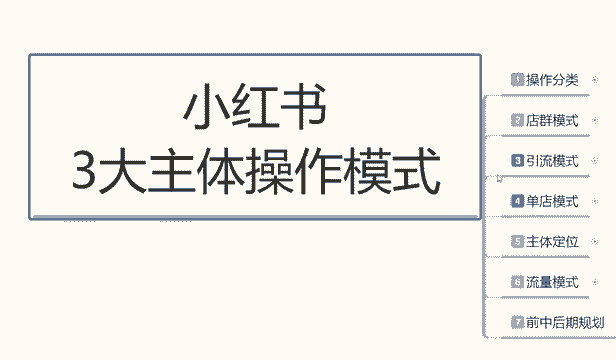 小红书
3大主体操作模式
1 操作分类
2 店群模式
3 引流模式
4 单店模式
5 主体定位
6 流量模式
7 前中后期规划